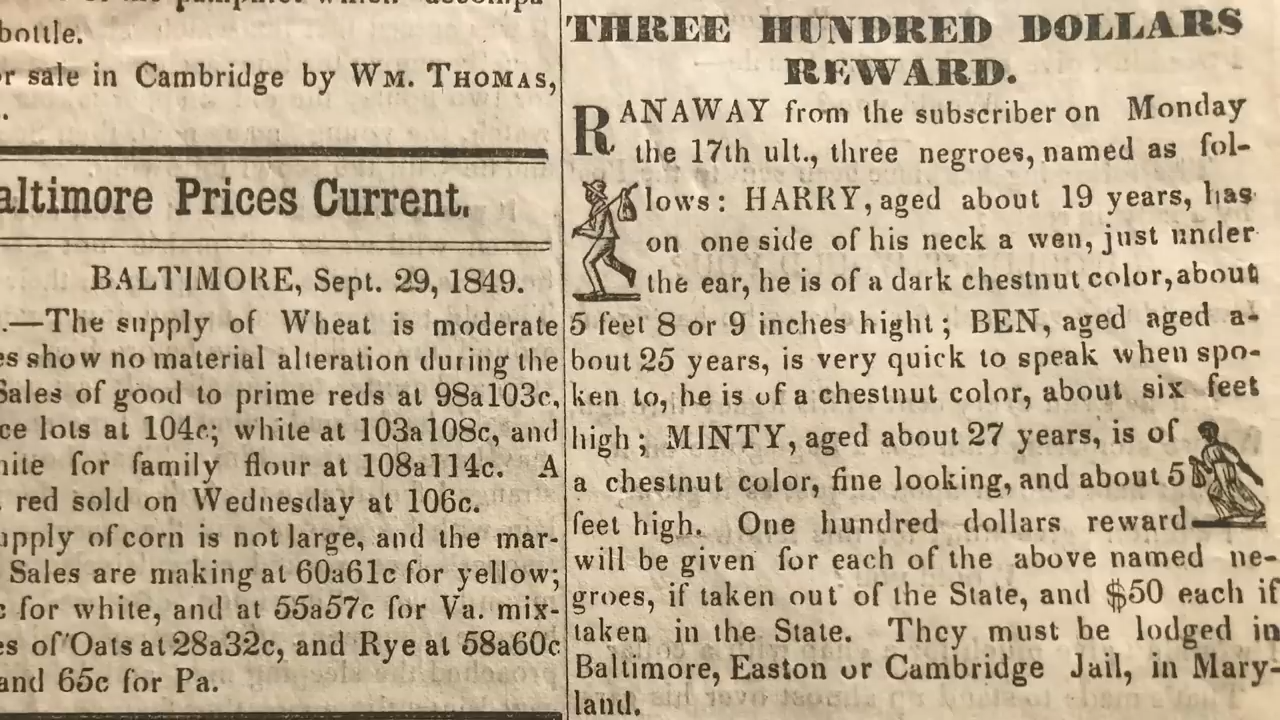 bottle.
r sale in Cambridge by WM. THOMAS,
altimore Prices Current.
BALTIMORE, Sept. 29, 1849.
.—The supply of Wheat is moderate
es show no material alteration during the
Sales of good to prime reds at 98a103c,
ce lots at 104c; white at 103a108c, and
hite for family flour at 108a114c. A
red sold on Wednesday at 106c.
upply of corn is not large, and the mar-
Sales are making at 60a61c for yellow;
c for white, and at 55a57c for Va. mix-
es of Oats at 28a32c, and Rye at 58a60c
and 65c for Pa.
THREE HUNDRED DOLLARS
REWARD.
RANAWAY from the subscriber on Monday
the 17th ult., three negroes, named as fol-
lows: HARRY, aged about 19 years, has
on one side of his neck a wen, just under
the ear, he is of a dark chestnut color, about
5 feet 8 or 9 inches hight; BEN, aged aged a-
bout 25 years, is very quick to speak when spo-
ken to, he is of a chestnut color, about six feet
high; MINTY, aged about 27 years, is of
a chestnut color, fine looking, and about 5
feet high. One hundred dollars reward
will be given for each of the above named ne-
groes, if taken out of the State, and $50 each if
taken in the State. They must be lodged in
Baltimore, Easton or Cambridge Jail, in Mary-
land.